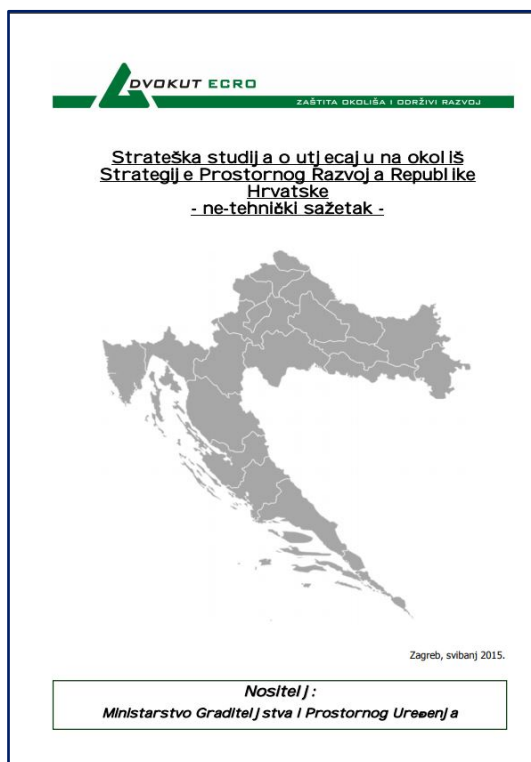 DVOKUT ECRO
ZAŠTITA OKOLIŠA I ODRŽIVI RAZVOJ
Strateška studija o utjecaju na okoliš
Strategije Prostornog Razvoja Republike
Hrvatske
- ne-tehnički sažetak -
Zagreb, svibanj 2015.
Nositelj:
Ministarstvo Graditeljstva i Prostornog Uređenja